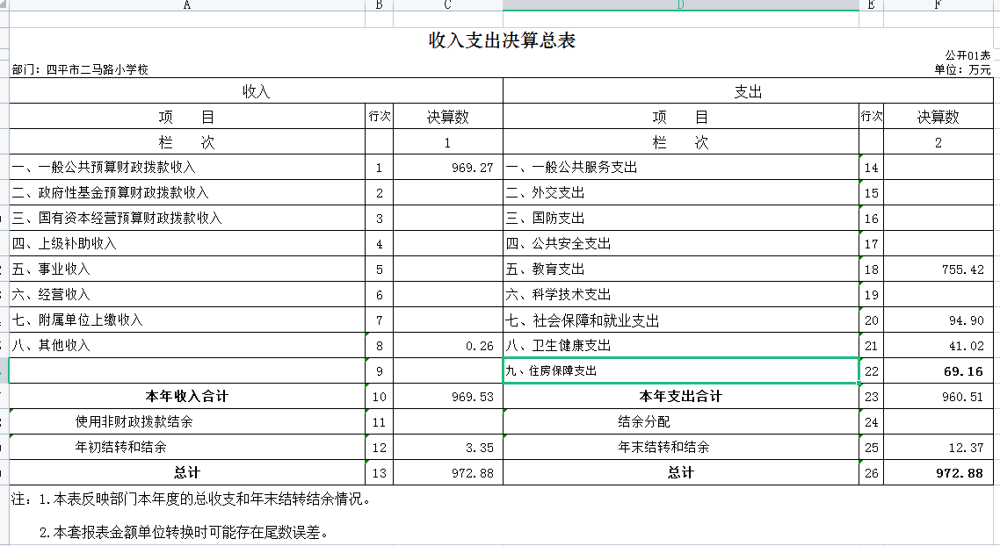 A B C D E F
收入支出决算总表
公开01表
部门：四平市二马路小学校 单位：万元
收入 支出
项 目 行次 决算数 项 目 行次 决算数
栏 次 1 栏 次 2
一、一般公共预算财政拨款收入 1 969.27 一、一般公共服务支出 14
二、政府性基金预算财政拨款收入 2 二、外交支出 15
三、国有资本经营预算财政拨款收入 3 三、国防支出 16
四、上级补助收入 4 四、公共安全支出 17
五、事业收入 5 五、教育支出 18 755.42
六、经营收入 6 六、科学技术支出 19
七、附属单位上缴收入 7 七、社会保障和就业支出 20 94.90
八、其他收入 8 0.26 八、卫生健康支出 21 41.02
9 九、住房保障支出 22 69.16
本年收入合计 10 969.53 本年支出合计 23 960.51
使用非财政拨款结余 11 结余分配 24
年初结转和结余 12 3.35 年末结转和结余 25 12.37
总计 13 972.88 总计 26 972.88
注：1.本表反映部门本年度的总收支和年末结转结余情况。
2.本套报表金额单位转换时可能存在尾数误差。